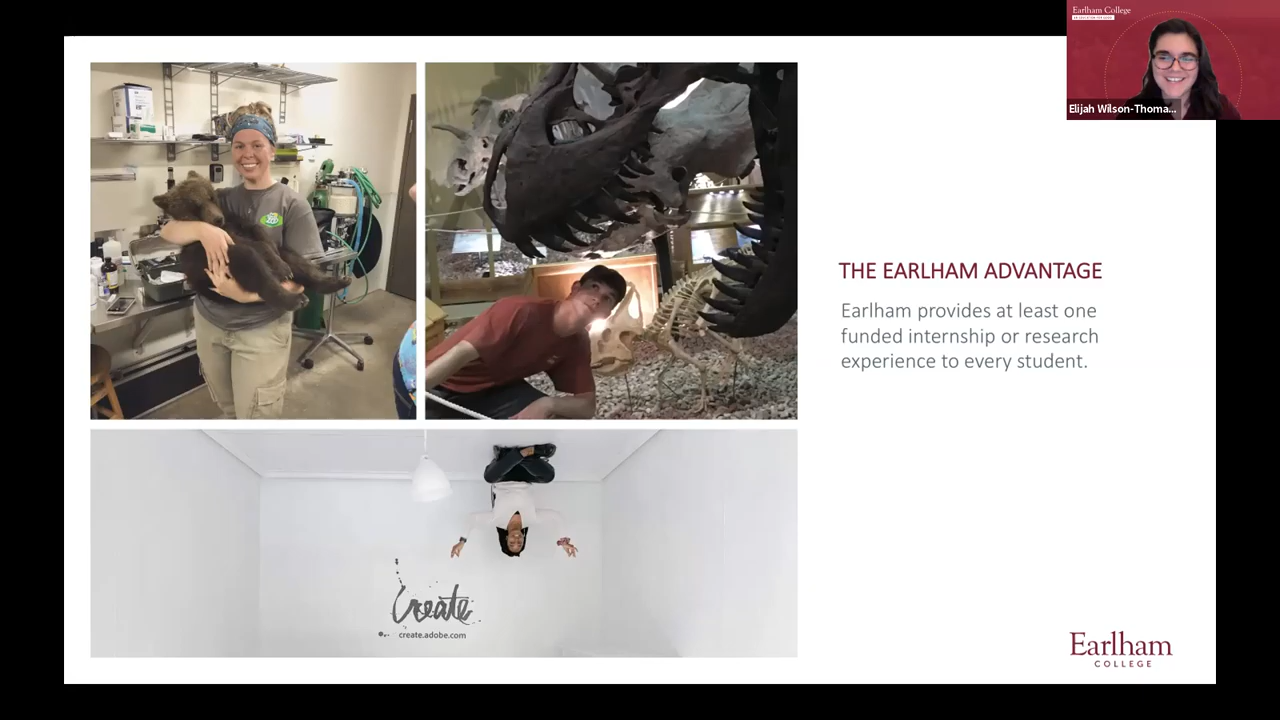 Earlham College
Elijah Wilson-Thoma...
THE EARLHAM ADVANTAGE
Earlham provides at least one
funded internship or research
experience to every student.
Create
create.adobe.com
Earlham
COLLEGE